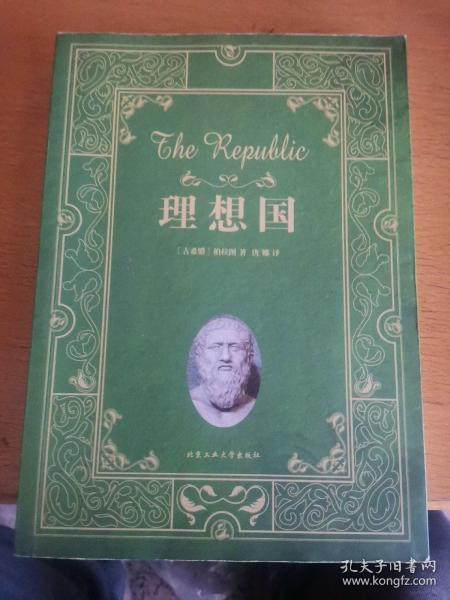 The Republic
理想国
[古希腊]柏拉图 著 唐娜 译
北京工业大学出版社
孔夫子旧书网
www.kongfz.com